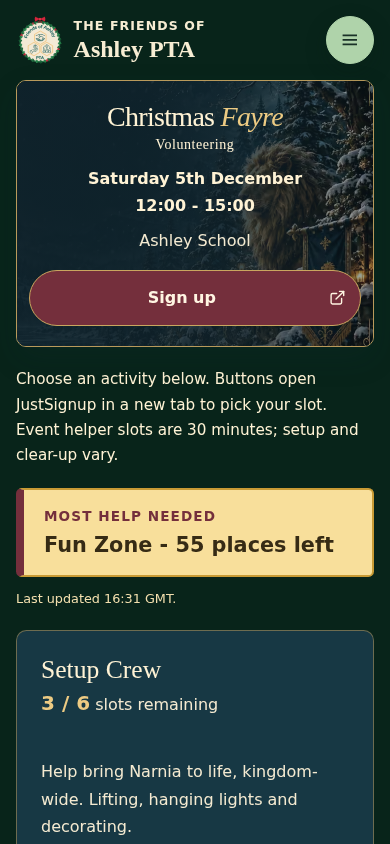 THE FRIENDS OF
Ashley PTA
Christmas Fayre
Volunteering
Saturday 5th December
12:00 - 15:00
Ashley School
Sign up
Choose an activity below. Buttons open
JustSignup in a new tab to pick your slot.
Event helper slots are 30 minutes; setup and
clear-up vary.
MOST HELP NEEDED
Fun Zone - 55 places left
Last updated 16:31 GMT.
Setup Crew
3 / 6 slots remaining
Help bring Narnia to life, kingdom-
wide. Lifting, hanging lights and
decorating.